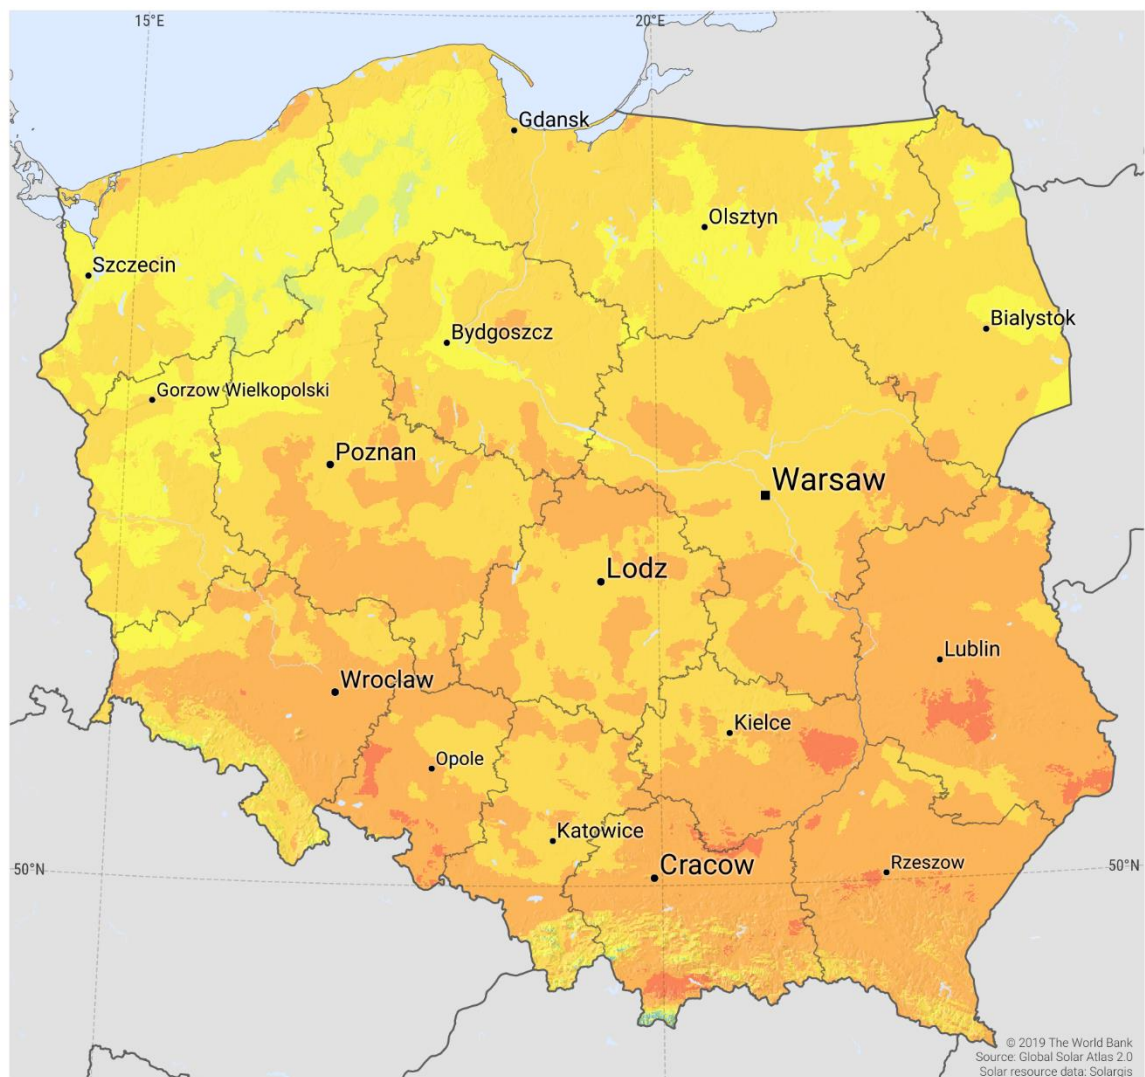 15°E
20°E
Gdansk
Olsztyn
Szczecin
Bialystok
Bydgoszcz
Gorzow Wielkopolski
Poznan
Warsaw
Lodz
Lublin
Wroclaw
Kielce
Opole
Katowice
50°N
Cracow
Rzeszow
50°N
© 2019 The World Bank
Source: Global Solar Atlas 2.0
Solar resource data: Solargis